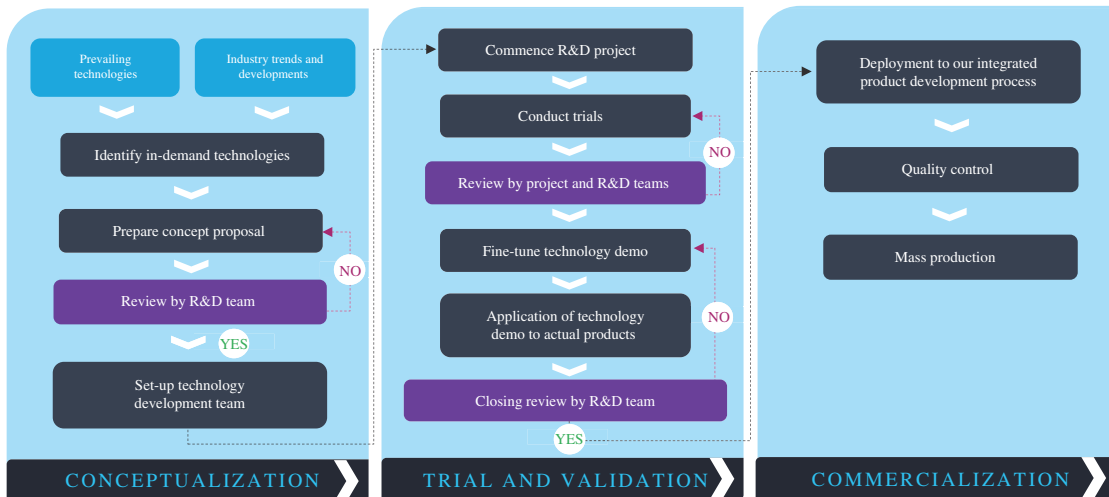 Prevailing
technologies
Industry trends and
developments
Identify in-demand technologies
Prepare concept proposal
NO
Review by R&D team
YES
Set-up technology
development team
CONCEPTUALIZATION
Commence R&D project
Conduct trials
NO
Review by project and R&D teams
Fine-tune technology demo
Application of technology
demo to actual products
NO
Closing review by R&D team
YES
TRIAL AND VALIDATION
Deployment to our integrated
product development process
Quality control
Mass production
COMMERCIALIZATION